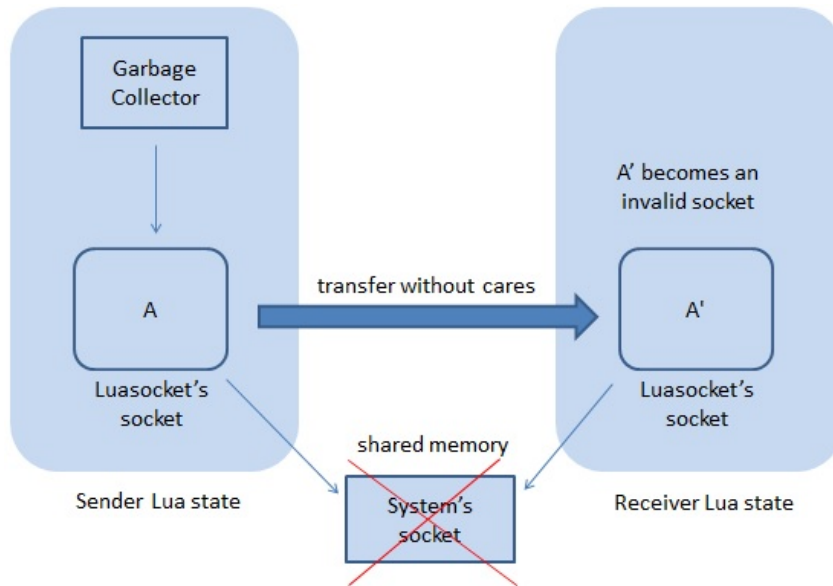 Garbage
Collector
A' becomes an
invalid socket
transfer without cares
A
A'
Luasocket's
socket
Luasocket's
socket
shared memory
System's
socket
Sender Lua state
Receiver Lua state